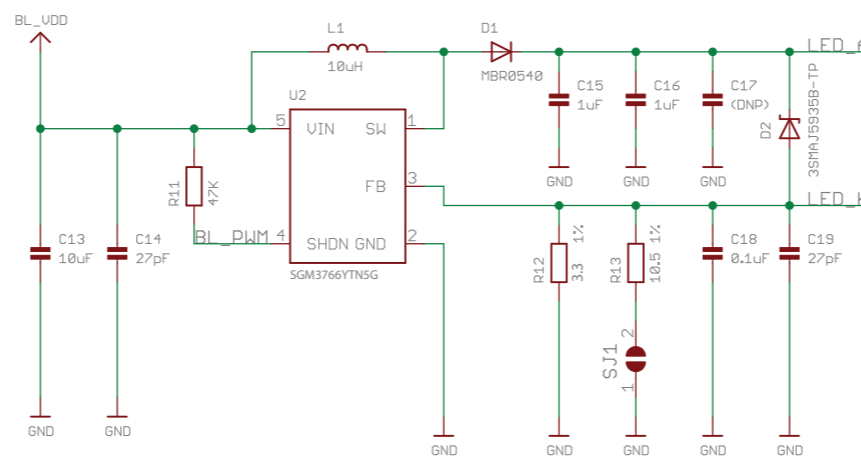 BL_VDD
L1
10uH
D1
MBR0540
LED_A
C15
1uF
C16
1uF
C17
(DNP)
D2
3SMAJ5935B-TP
U2
5 VIN SW 1
FB 3
4 SHDN GND 2
SGM3766YTN5G
R11
47K
BL_PWM
GND
GND
GND
GND
LED_K
C13
10uF
C14
27pF
R12
3.3 1%
R13
10.5 1%
C18
0.1uF
C19
27pF
2
SJ1
1
GND
GND
GND
GND
GND
GND
GND